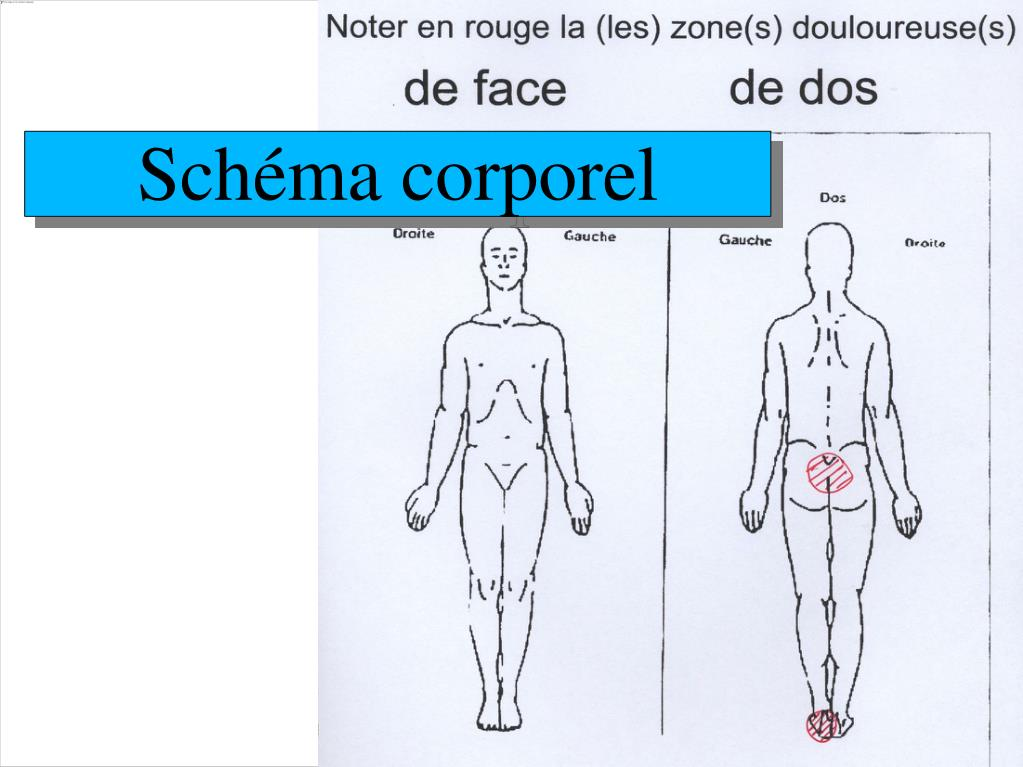 Noter en rouge la (les) zone(s) douloureuse(s)
de face
de dos
Schéma corporel
Dos
Droite
Gauche
Gauche
Droite